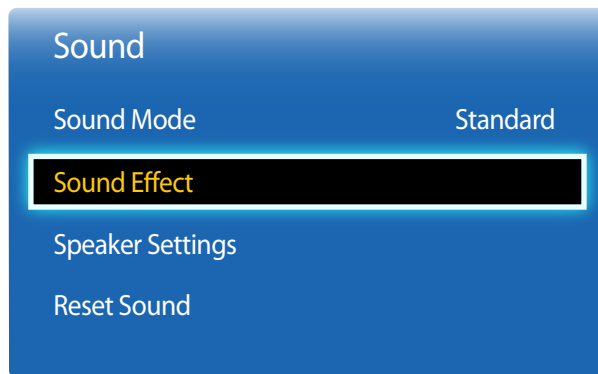 Sound
Sound Mode Standard
Sound Effect
Speaker Settings
Reset Sound